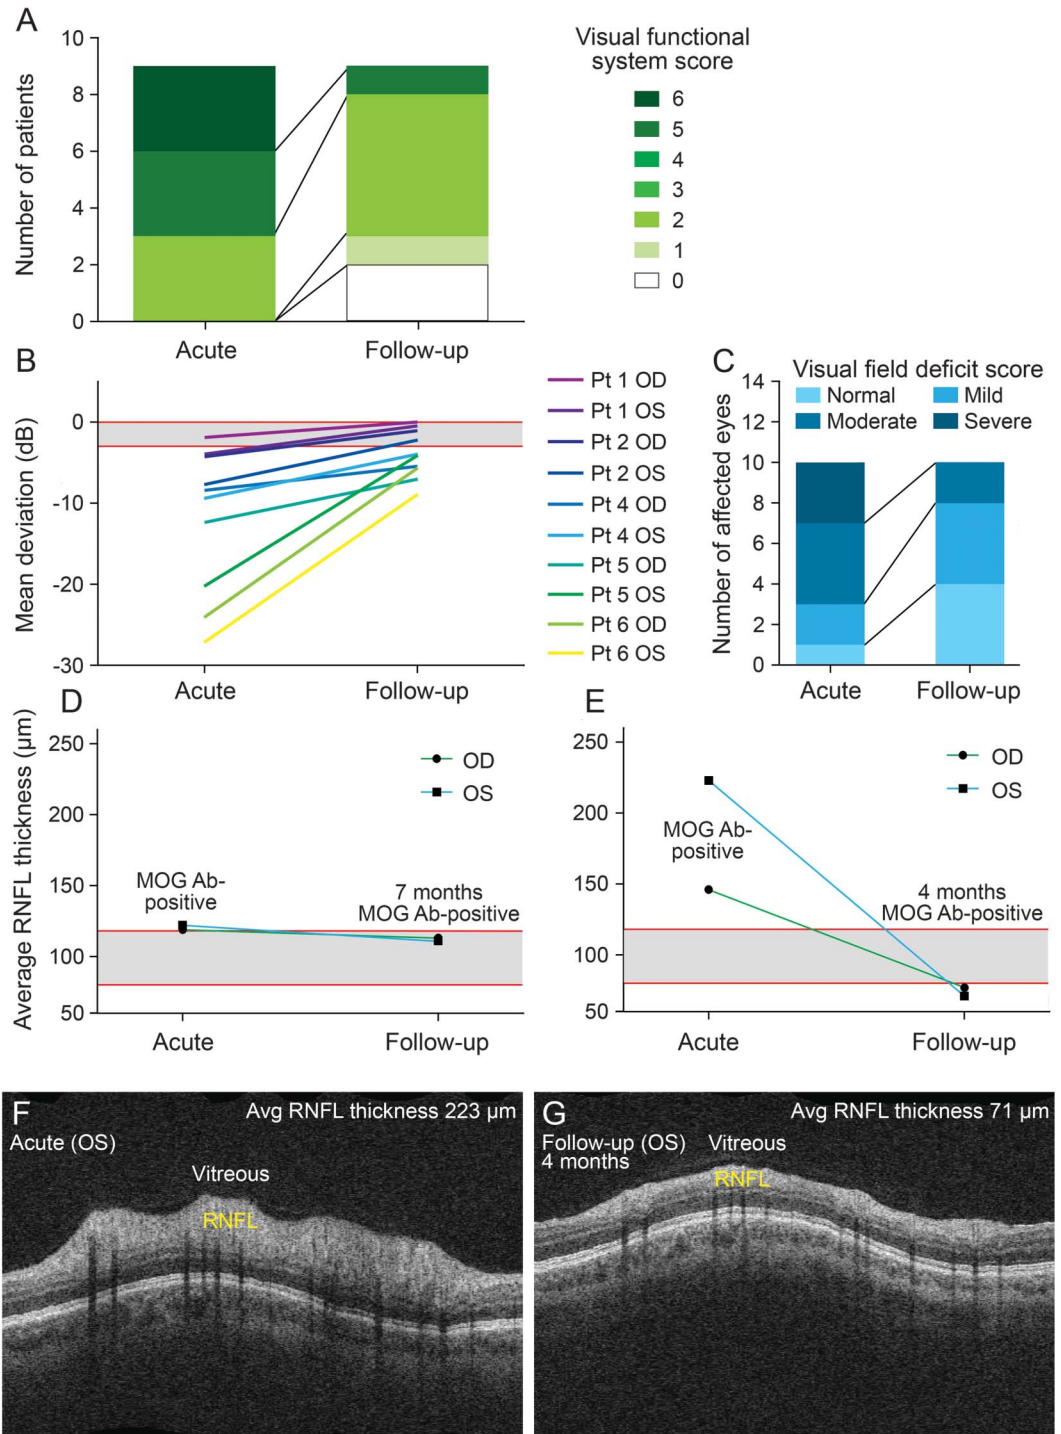 A
Number of patients
10
8
6
4
2
0
Acute
Follow-up
Visual functional
system score
6
5
4
3
2
1
0
B
Mean deviation (dB)
0
-10
-20
-30
Acute
Follow-up
Pt 1 OD
Pt 1 OS
Pt 2 OD
Pt 2 OS
Pt 4 OD
Pt 4 OS
Pt 5 OD
Pt 5 OS
Pt 6 OD
Pt 6 OS
C
Visual field deficit score
Normal
Mild
Moderate
Severe
Number of affected eyes
14
12
10
8
6
4
2
0
Acute
Follow-up
D
Average RNFL thickness (µm)
250
200
150
100
50
OD
OS
MOG Ab-
positive
7 months
MOG Ab-positive
Acute
Follow-up
E
250
200
150
100
50
OD
OS
MOG Ab-
positive
4 months
MOG Ab-positive
Acute
Follow-up
F
Avg RNFL thickness 223 µm
Acute (OS)
Vitreous
RNFL
G
Avg RNFL thickness 71 µm
Follow-up (OS)
4 months
Vitreous
RNFL